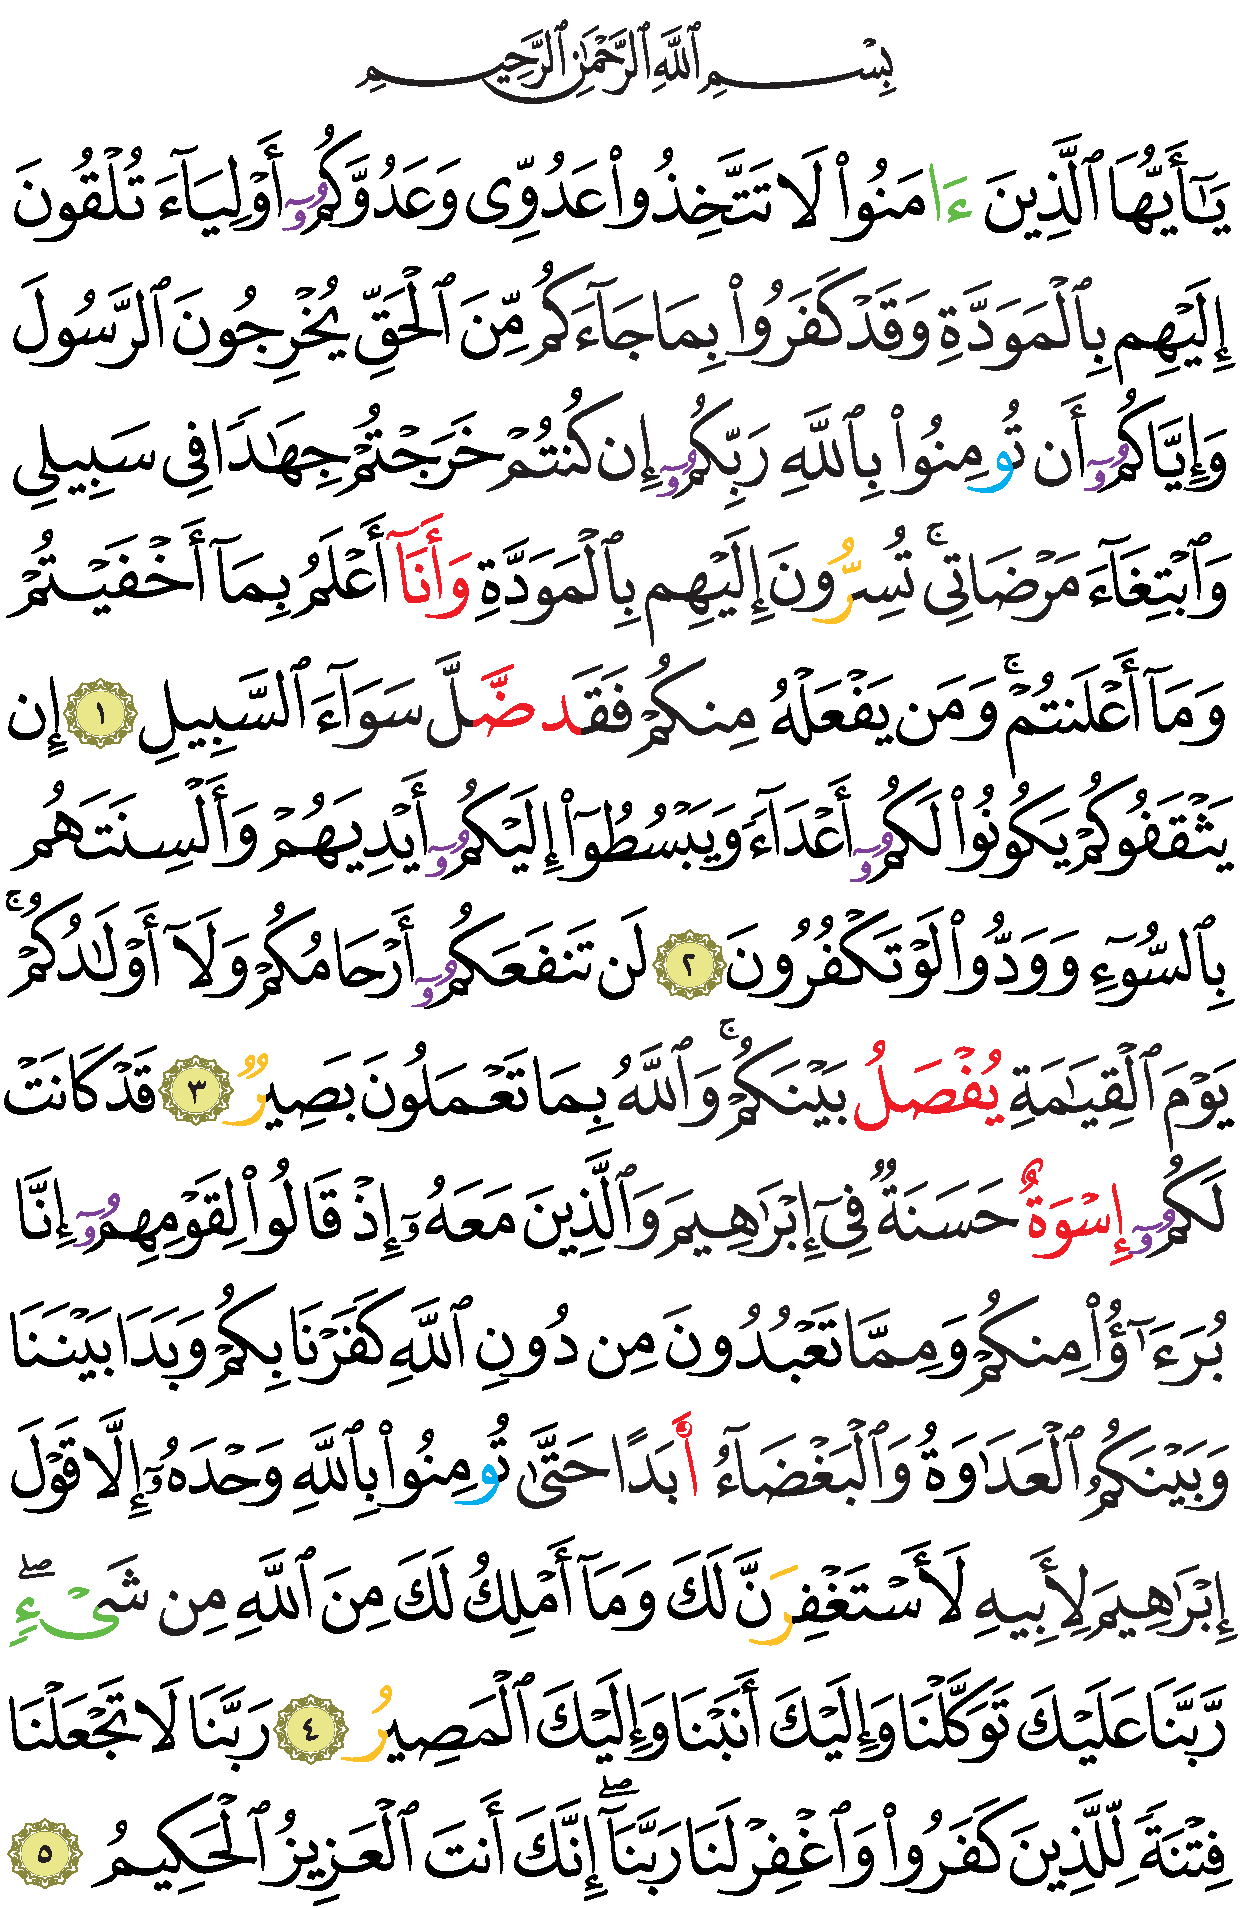 بِسْمِ ٱللَّهِ ٱلرَّحْمَٰنِ ٱلرَّحِيمِ
يَٰٓأَيُّهَا ٱلَّذِينَ ءَامَنُوا۟ لَا تَتَّخِذُوا۟ عَدُوِّى وَعَدُوَّكُمُۥٓ أَوْلِيَآءَ تُلْقُونَ
إِلَيْهِم بِٱلْمَوَدَّةِ وَقَدْ كَفَرُوا۟ بِمَا جَآءَكُم مِّنَ ٱلْحَقِّ يُخْرِجُونَ ٱلرَّسُولَ
وَإِيَّاكُمُۥٓ أَن تُومِنُوا۟ بِٱللَّهِ رَبِّكُمُۥٓ إِن كُنتُمْ خَرَجْتُمْ جِهَٰدًا فِى سَبِيلِى
وَٱبْتِغَآءَ مَرْضَاتِى ۚ تُسِرُّونَ إِلَيْهِم بِٱلْمَوَدَّةِ وَأَنَآ أَعْلَمُ بِمَآ أَخْفَيْتُمْ
وَمَآ أَعْلَنتُمْ ۚ وَمَن يَفْعَلْهُ مِنكُمْ فَقَد ضَّلَّ سَوَآءَ ٱلسَّبِيلِ ١ إِن
يَثْقَفُوكُمْ يَكُونُوا۟ لَكُمُۥٓ أَعْدَآءً وَيَبْسُطُوٓا۟ إِلَيْكُمُۥٓ أَيْدِيَهُمْ وَأَلْسِنَتَهُم
بِٱلسُّوٓءِ وَوَدُّوا۟ لَوْ تَكْفُرُونَ ٢ لَن تَنفَعَكُمُۥٓ أَرْحَامُكُمْ وَلَآ أَوْلَٰدُكُمْ ۚ
يَوْمَ ٱلْقِيَٰمَةِ يُفْصَلُ بَيْنَكُمْ ۚ وَٱللَّهُ بِمَا تَعْمَلُونَ بَصِيرٌ ٣ قَدْ كَانَتْ
لَكُمُۥٓ إِسْوَةٌ حَسَنَةٌ فِىٓ إِبْرَٰهِيمَ وَٱلَّذِينَ مَعَهُۥٓ إِذْ قَالُوا۟ لِقَوْمِهِمُۥٓ إِنَّا
بُرَءَٰٓؤُا۟ مِنكُمْ وَمِمَّا تَعْبُدُونَ مِن دُونِ ٱللَّهِ كَفَرْنَا بِكُمْ وَبَدَا بَيْنَنَا
وَبَيْنَكُمُ ٱلْعَدَٰوَةُ وَٱلْبَغْضَآءُ أَبَدًا حَتَّىٰ تُومِنُوا۟ بِٱللَّهِ وَحْدَهُۥٓ إِلَّا قَوْلَ
إِبْرَٰهِيمَ لِأَبِيهِ لَأَسْتَغْفِرَنَّ لَكَ وَمَآ أَمْلِكُ لَكَ مِنَ ٱللَّهِ مِن شَىْءٍ ۖ
رَّبَّنَا عَلَيْكَ تَوَكَّلْنَا وَإِلَيْكَ أَنَبْنَا وَإِلَيْكَ ٱلْمَصِيرُ ٤ رَبَّنَا لَا تَجْعَلْنَا
فِتْنَةً لِّلَّذِينَ كَفَرُوا۟ وَٱغْفِرْ لَنَا رَبَّنَآ ۖ إِنَّكَ أَنتَ ٱلْعَزِيزُ ٱلْحَكِيمُ ٥